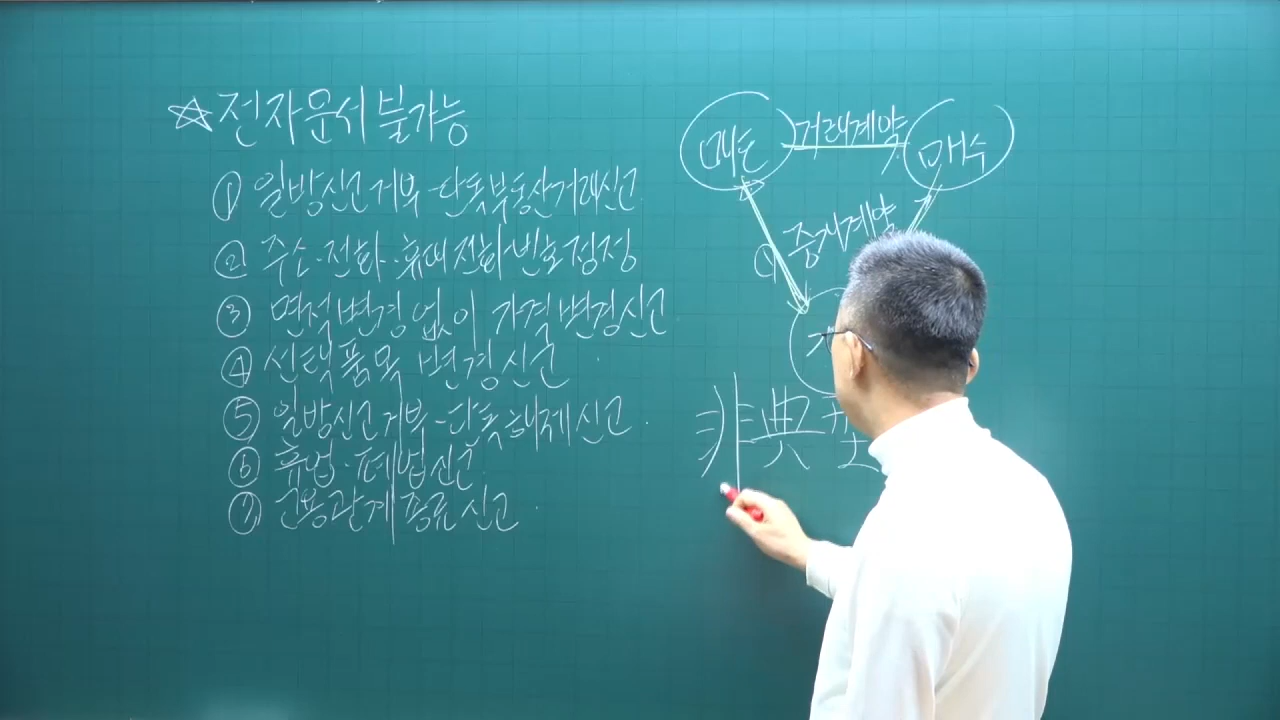 ☆ 전자문서 불가능
① 일방신고 거부 - 단독부동산거래신고
② 주소·전화·휴대전화번호정정
③ 면적변경 없이 가격변경신고
④ 선택품목 변경신고
⑤ 일방신고 거부 - 단독해제신고
⑥ 휴업·폐업신고
⑦ 고용관계종료신고
매도 거래계약 매수
① 중개계약
非典型